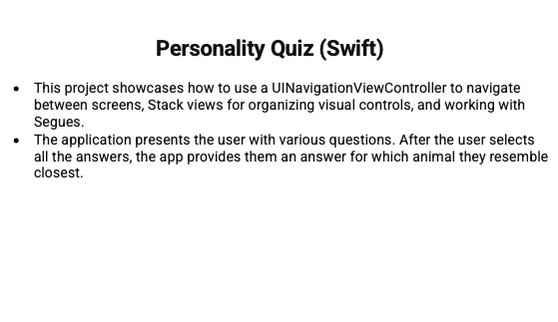 Personality Quiz (Swift)
• This project showcases how to use a UINavigationViewController to navigate
between screens, Stack views for organizing visual controls, and working with
Segues.
• The application presents the user with various questions. After the user selects
all the answers, the app provides them an answer for which animal they resemble
closest.